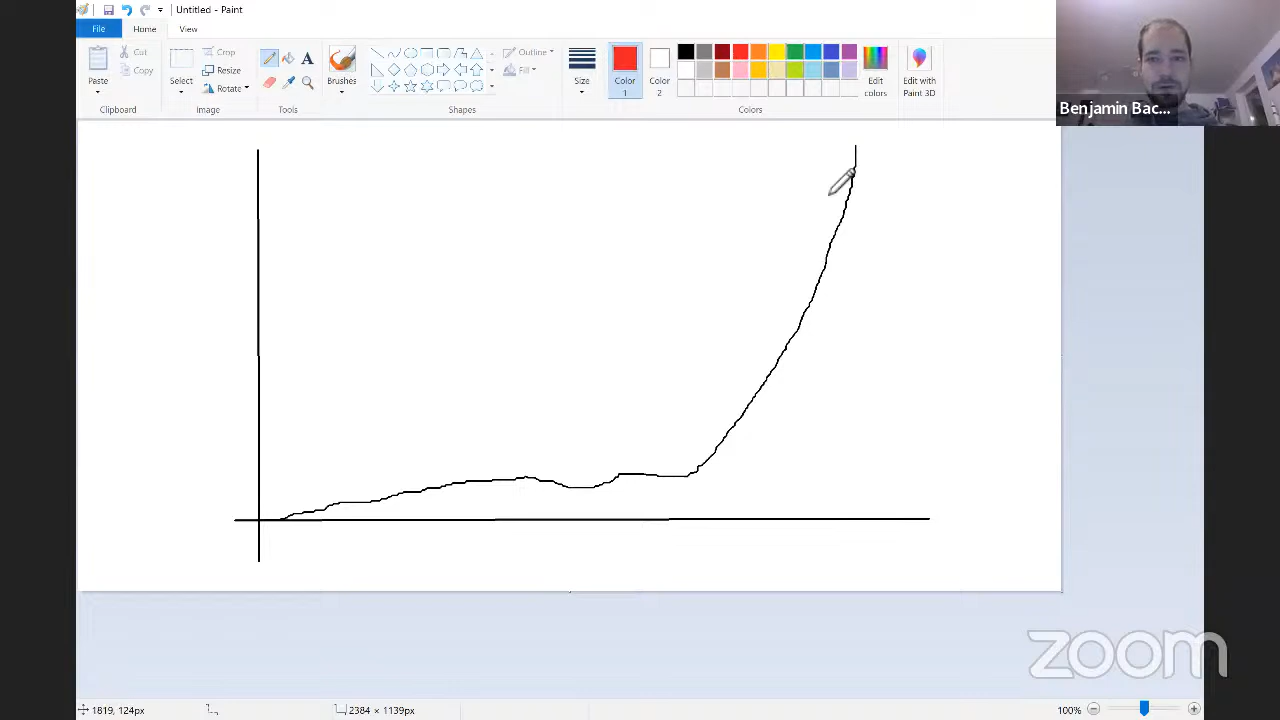 Untitled - Paint
File Home View
Paste
Cut
Copy
Clipboard
Select
Crop
Resize
Rotate
Image
A
Tools
Brushes
Outline
Fill
Shapes
Size
Color
1
Color
2
Edit
colors
Colors
Edit with
Paint 3D
Benjamin Bac...
zoom
1819, 124px
2384 × 1139px
100%